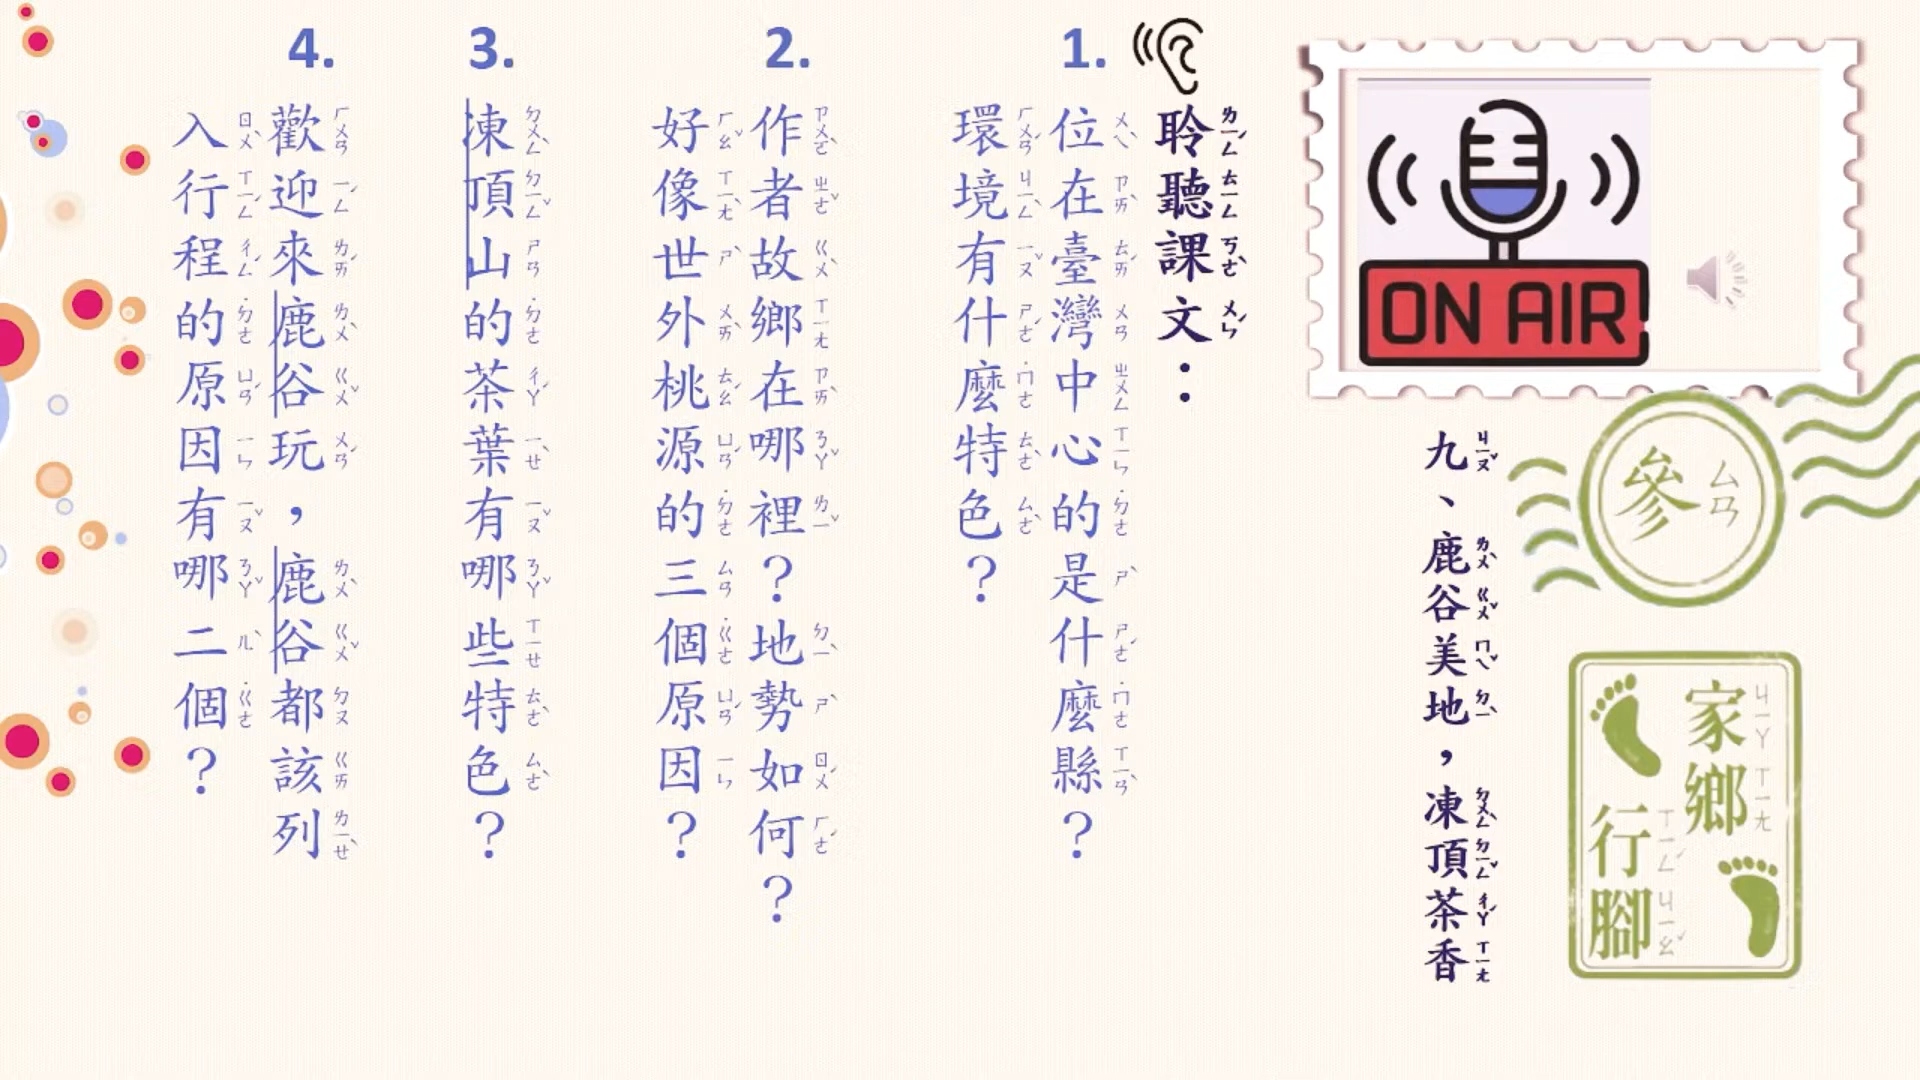 ON AIR
參 ㄙㄢ
家鄉
行腳
九、鹿谷美地，凍頂茶香
聆聽課文：
1.
位在臺灣中心的是什麼縣？
環境有什麼特色？
2.
作者故鄉在哪裡？地勢如何？
好像世外桃源的三個原因？
3.
凍頂山的茶葉有哪些特色？
4.
歡迎來鹿谷玩，鹿谷都該列
入行程的原因有哪二個？